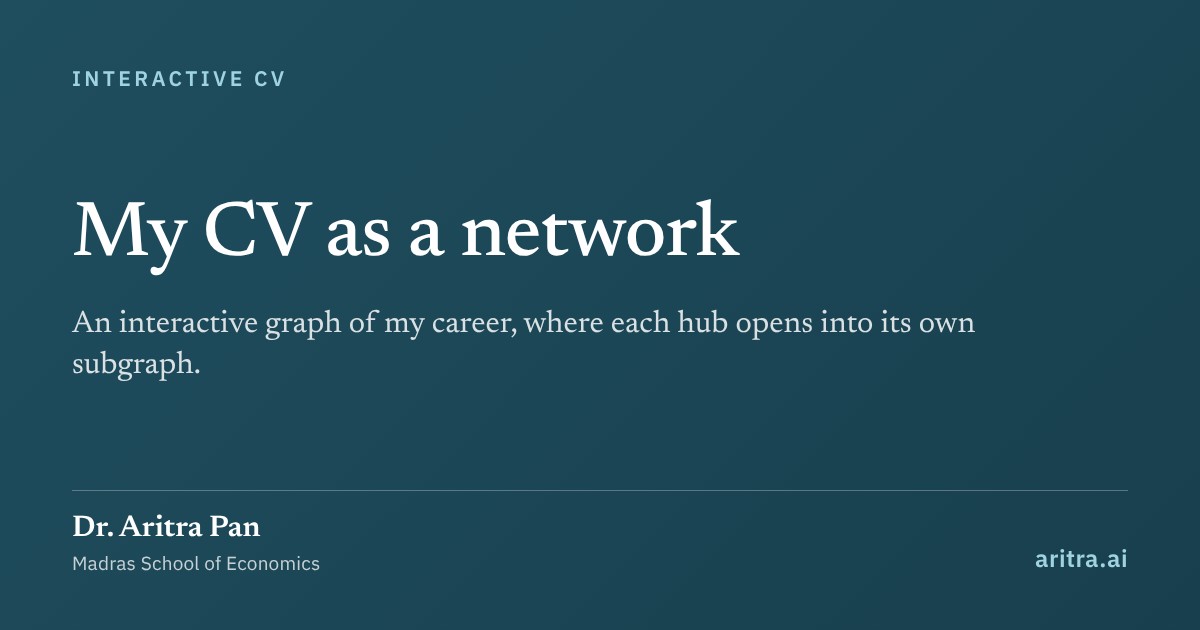 INTERACTIVE CV
My CV as a network
An interactive graph of my career, where each hub opens into its own
subgraph.
Dr. Aritra Pan
Madras School of Economics
aritra.ai